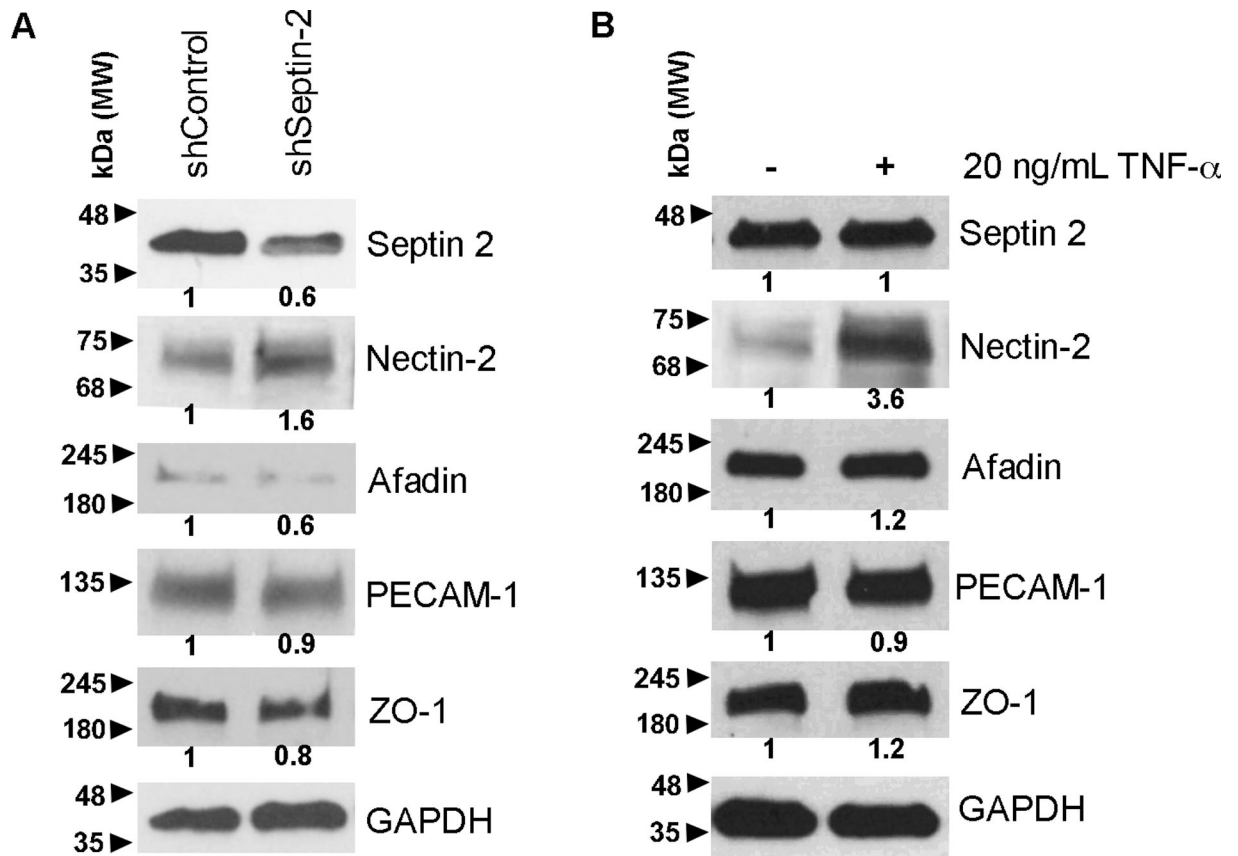 A
kDa (MW)
shControl
shSeptin-2
48
35
Septin 2
1 0.6
75
68
Nectin-2
1 1.6
245
180
Afadin
1 0.6
135
PECAM-1
1 0.9
245
180
ZO-1
1 0.8
48
35
GAPDH
B
kDa (MW)
- + 20 ng/mL TNF-α
48
Septin 2
1 1
75
68
Nectin-2
1 3.6
245
180
Afadin
1 1.2
135
PECAM-1
1 0.9
245
180
ZO-1
1 1.2
48
35
GAPDH